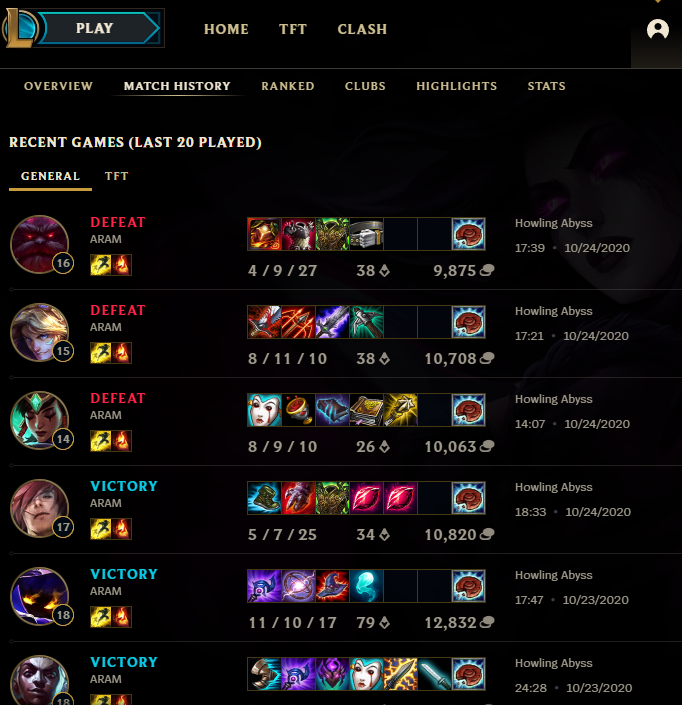 PLAY HOME TFT CLASH
OVERVIEW MATCH HISTORY RANKED CLUBS HIGHLIGHTS STATS
RECENT GAMES (LAST 20 PLAYED)
GENERAL TFT
16
DEFEAT
ARAM
4 / 9 / 27 38 9,875
Howling Abyss
17:39 • 10/24/2020
15
DEFEAT
ARAM
8 / 11 / 10 38 10,708
Howling Abyss
17:21 • 10/24/2020
14
DEFEAT
ARAM
8 / 9 / 10 26 10,063
Howling Abyss
14:07 • 10/24/2020
17
VICTORY
ARAM
5 / 7 / 25 34 10,820
Howling Abyss
18:33 • 10/24/2020
18
VICTORY
ARAM
11 / 10 / 17 79 12,832
Howling Abyss
17:47 • 10/23/2020
18
VICTORY
ARAM
Howling Abyss
24:28 • 10/23/2020